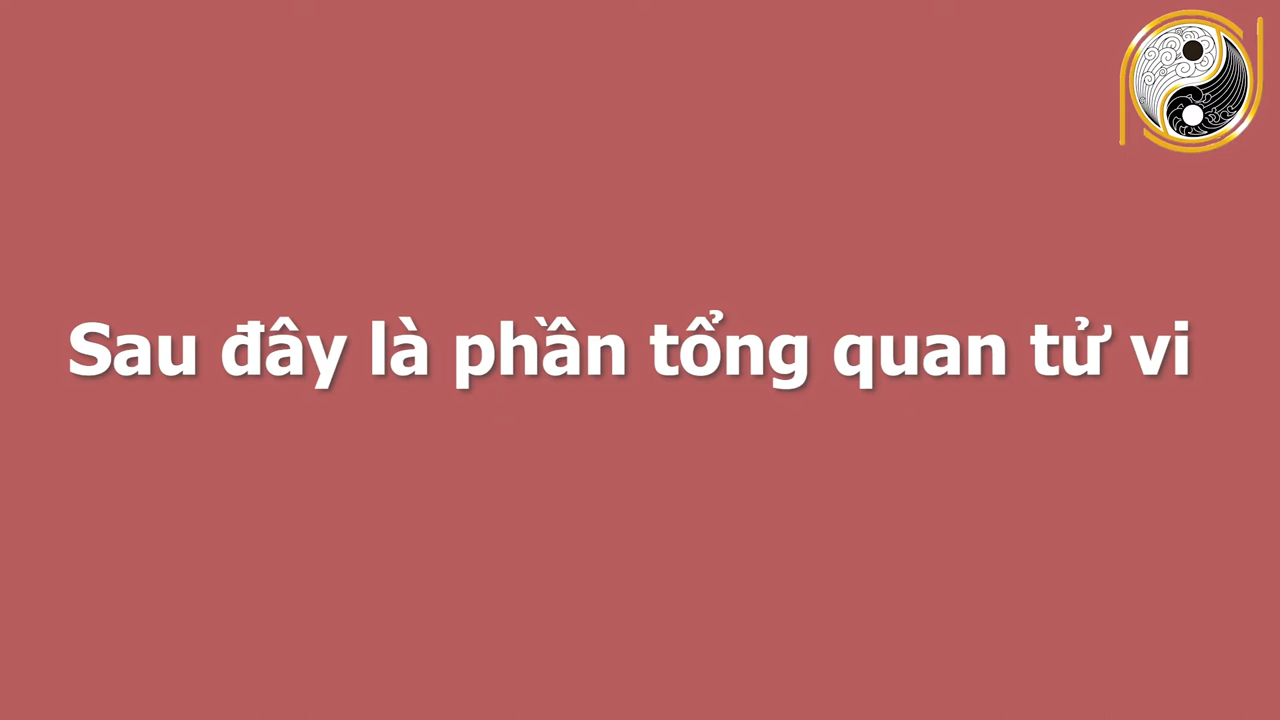 Sau đây là phần tổng quan tử vi